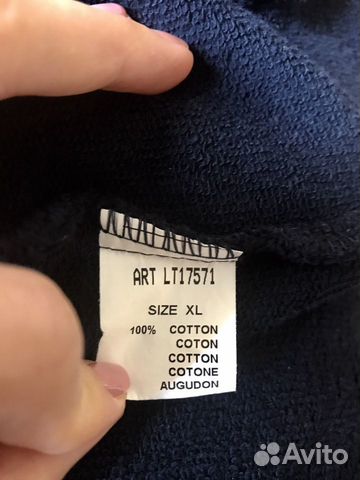 ART LT17571
SIZE XL
100% COTTON
COTON
COTTON
COTONE
AUGUDON
Avito